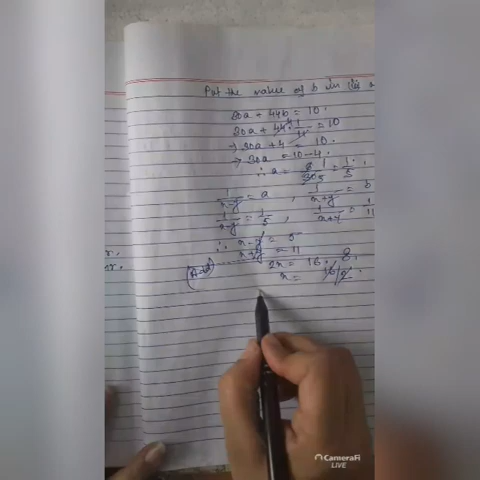 Put the value of b in
30a + 44b = 10.
30a + 44 · 1/11 = 10
→ 30a + 4 = 10.
→ 30a = 10 - 4.
∴ a = 6/30 5 = 1/5
1/x-y = a , 1/x+y = b
1/x-y = 1/5 , 1/x+y = 1/11
∴ x - y = 5
x + y = 11
(Add) 2x = 16. 8.
x = 16/2
CameraFi
LIVE